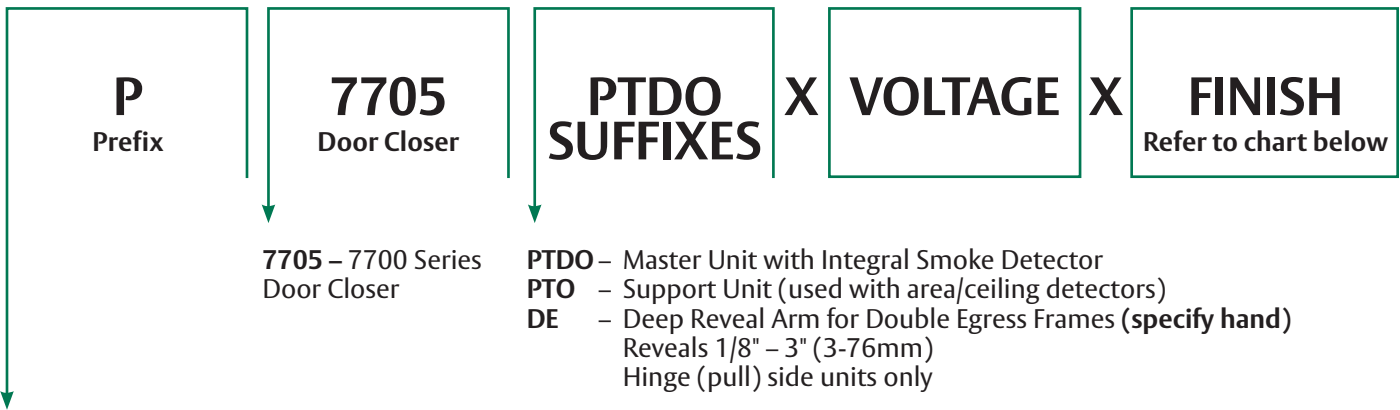 P
Prefix
7705
Door Closer
PTDO
SUFFIXES
X
VOLTAGE
X
FINISH
Refer to chart below
7705 – 7700 Series
Door Closer
PTDO – Master Unit with Integral Smoke Detector
PTO – Support Unit (used with area/ceiling detectors)
DE – Deep Reveal Arm for Double Egress Frames (specify hand)
Reveals 1/8" – 3" (3-76mm)
Hinge (pull) side units only